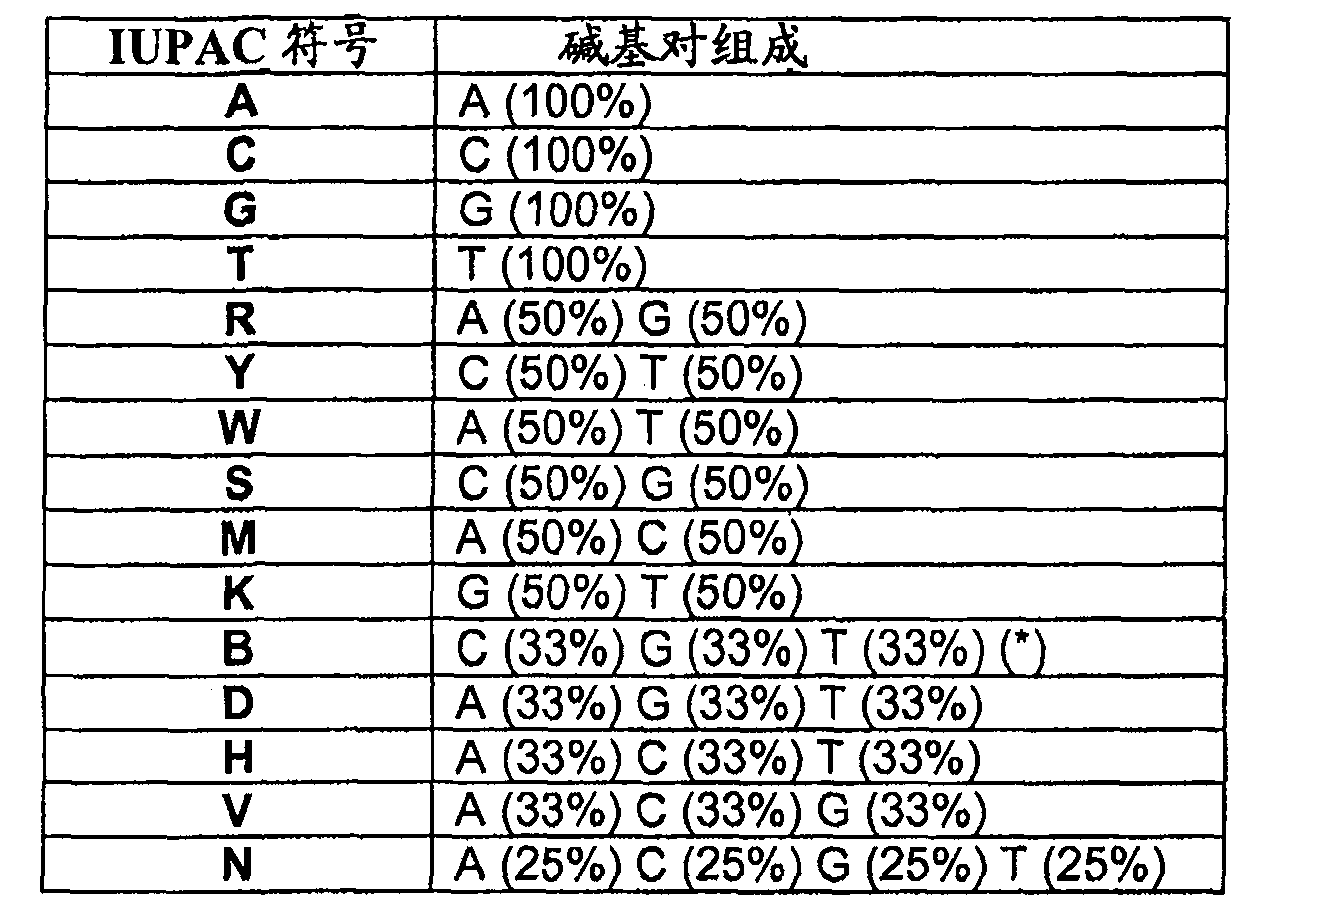 IUPAC 符号 碱基对组成
A A (100%)
C C (100%)
G G (100%)
T T (100%)
R A (50%) G (50%)
Y C (50%) T (50%)
W A (50%) T (50%)
S C (50%) G (50%)
M A (50%) C (50%)
K G (50%) T (50%)
B C (33%) G (33%) T (33%) (*)
D A (33%) G (33%) T (33%)
H A (33%) C (33%) T (33%)
V A (33%) C (33%) G (33%)
N A (25%) C (25%) G (25%) T (25%)